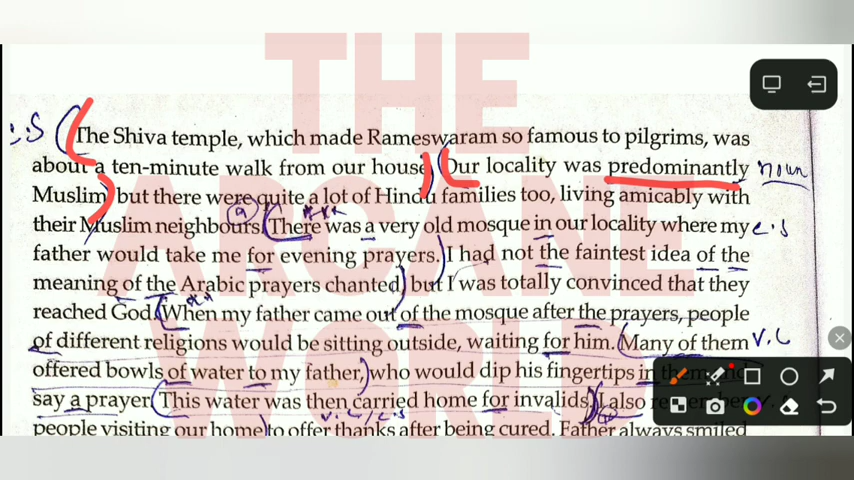 THE
ARCANE
WORLD
C.S
The Shiva temple, which made Rameswaram so famous to pilgrims, was
about a ten-minute walk from our house. Our locality was predominantly noun
Muslim, but there were quite a lot of Hindu families too, living amicably with
their Muslim neighbours. There was a very old mosque in our locality where my C.S
father would take me for evening prayers. I had not the faintest idea of the
meaning of the Arabic prayers chanted, but I was totally convinced that they
reached God. When my father came out of the mosque after the prayers, people
of different religions would be sitting outside, waiting for him. Many of them V.C
offered bowls of water to my father, who would dip his fingertips in them and
say a prayer. This water was then carried home for invalids. I also remember
people visiting our home to offer thanks after being cured. Father always smiled